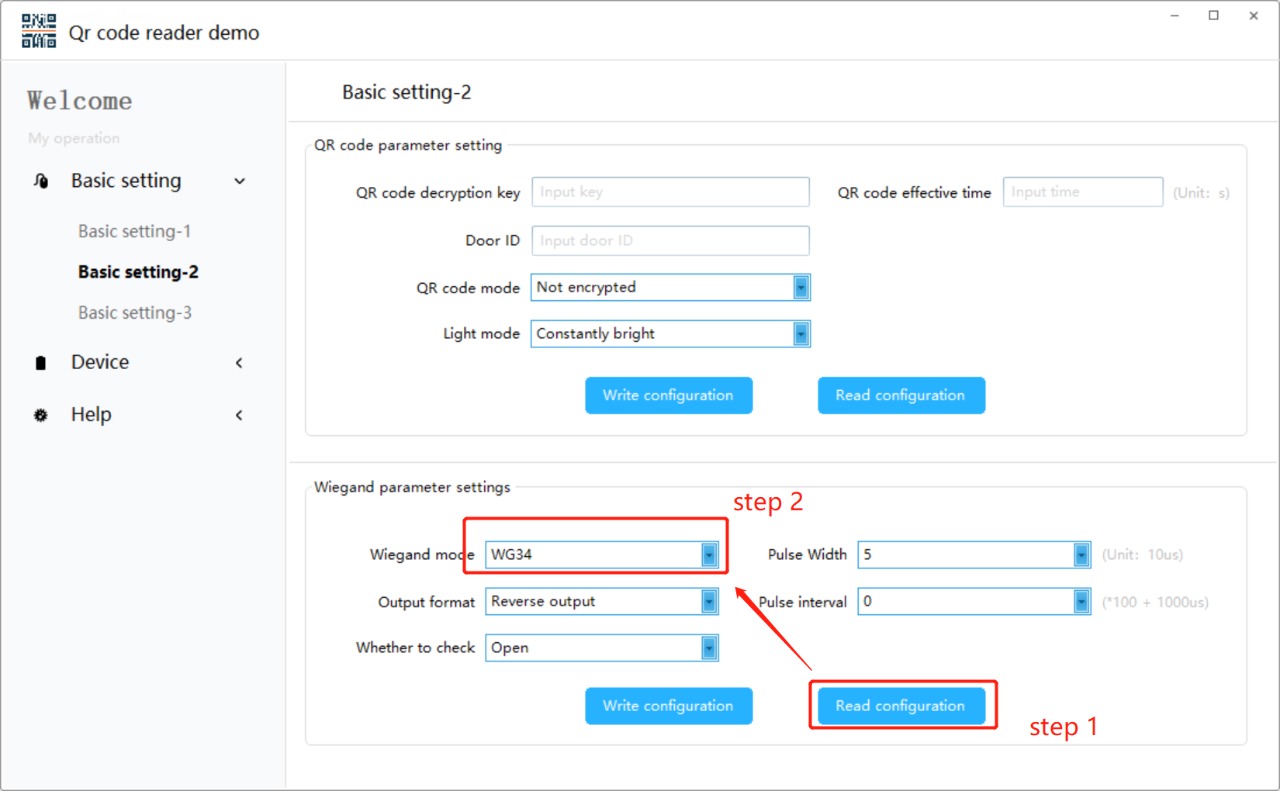 Qr code reader demo
Welcome
My operation
Basic setting
Basic setting-1
Basic setting-2
Basic setting-3
Device
Help
Basic setting-2
QR code parameter setting
QR code decryption key Input key QR code effective time Input time (Unit: s)
Door ID Input door ID
QR code mode Not encrypted
Light mode Constantly bright
Write configuration Read configuration
Wiegand parameter settings
step 2
Wiegand mode WG34 Pulse Width 5 (Unit: 10us)
Output format Reverse output Pulse interval 0 (*100 + 1000us)
Whether to check Open
Write configuration Read configuration
step 1